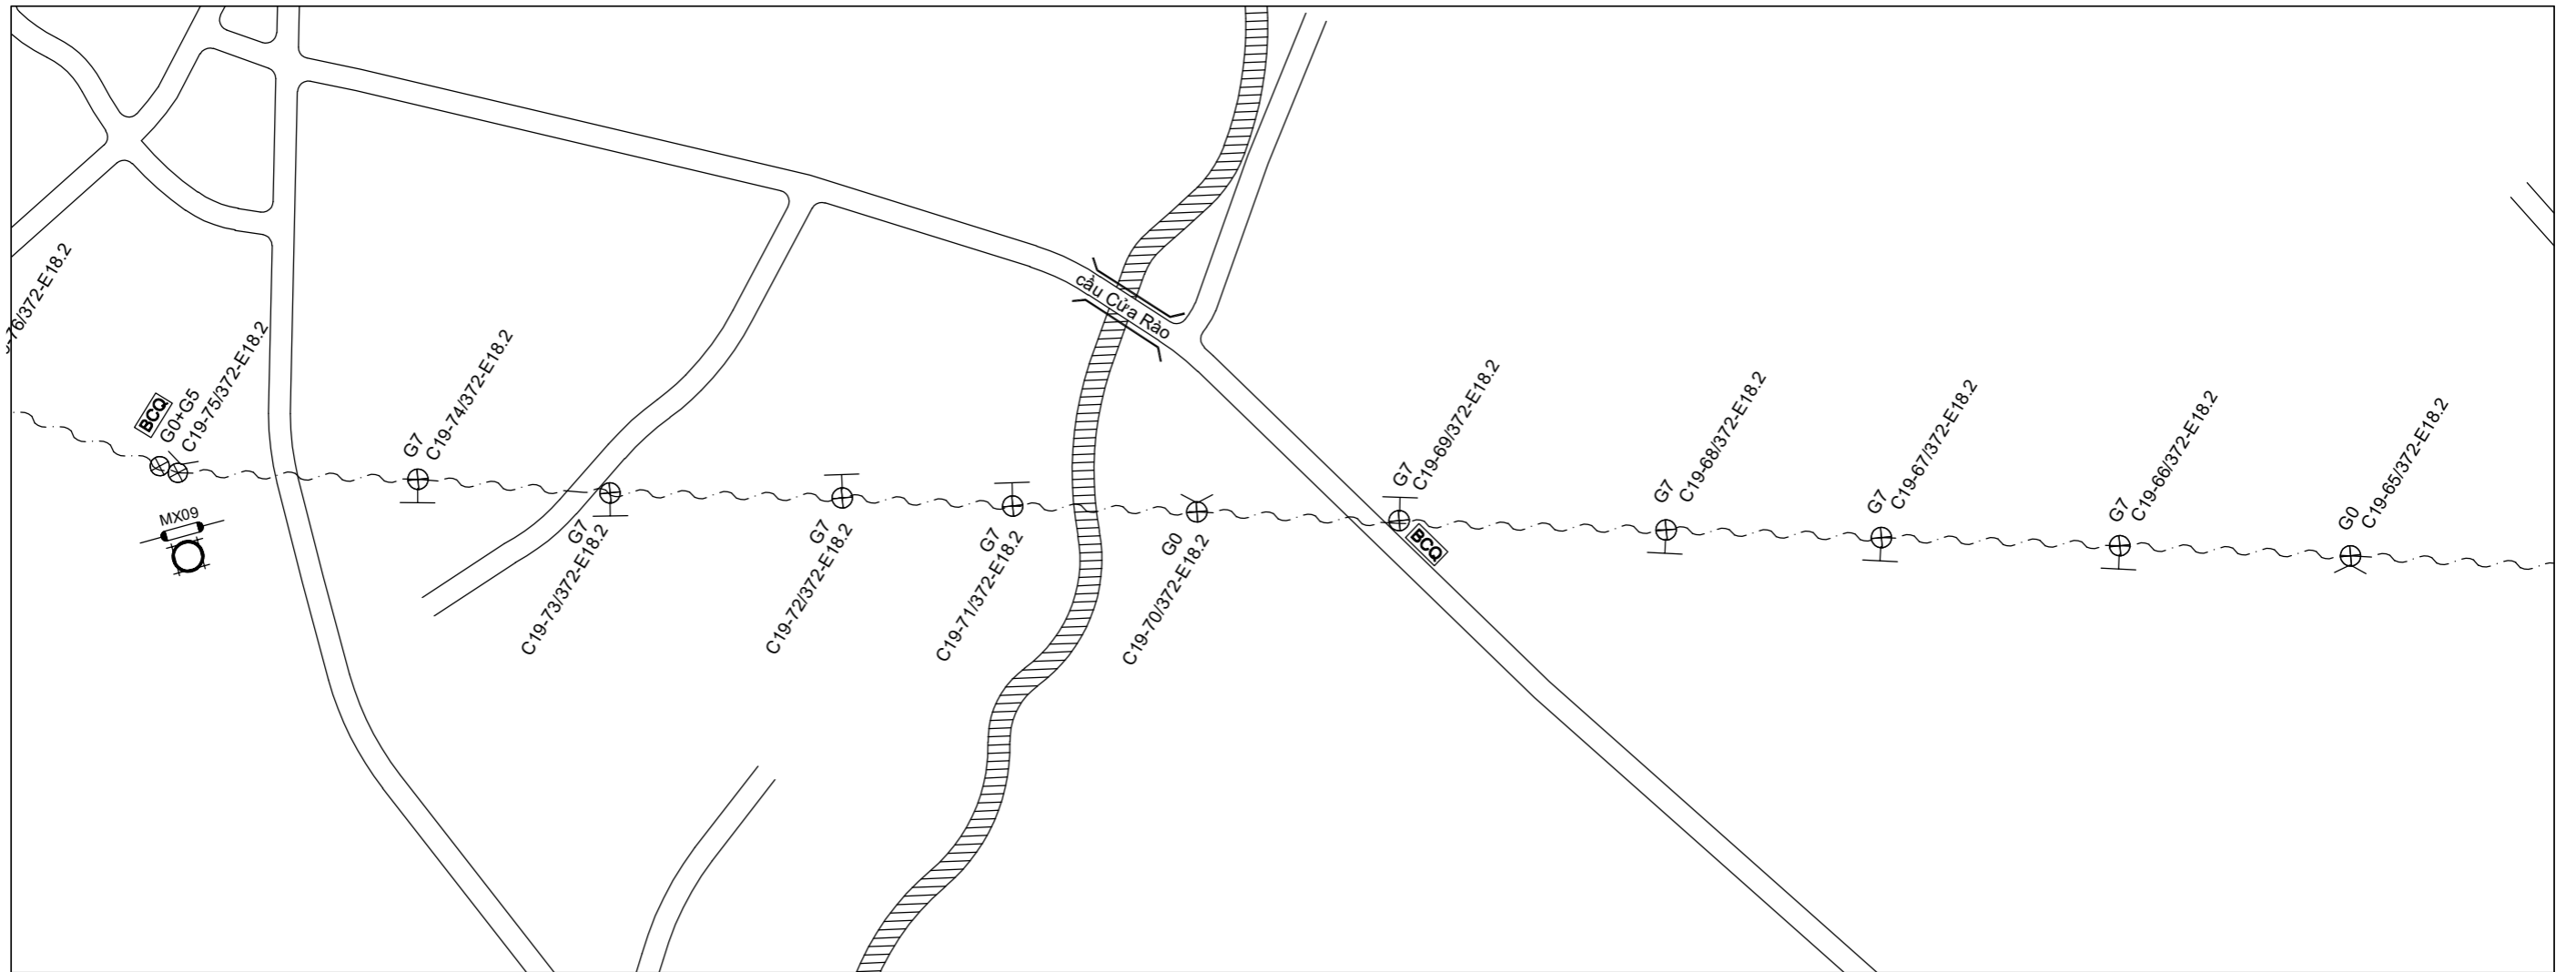 -76/372-E18.2
BCQ
G0+G5
C19-75/372-E18.2
MX09
G7
C19-74/372-E18.2
G7
C19-73/372-E18.2
G7
C19-72/372-E18.2
G7
C19-71/372-E18.2
cầu Cửa Rào
G0
C19-70/372-E18.2
G7
C19-69/372-E18.2
BCQ
G7
C19-68/372-E18.2
G7
C19-67/372-E18.2
G7
C19-66/372-E18.2
G0
C19-65/372-E18.2